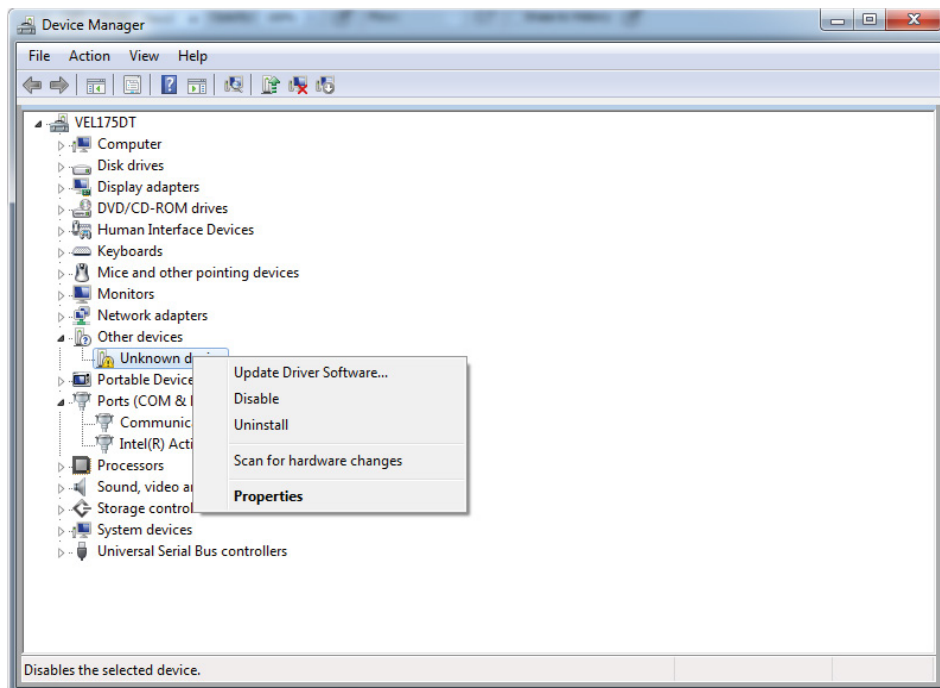 Device Manager
File Action View Help
VEL175DT
Computer
Disk drives
Display adapters
DVD/CD-ROM drives
Human Interface Devices
Keyboards
Mice and other pointing devices
Monitors
Network adapters
Other devices
Unknown
Update Driver Software...
Portable Device
Disable
Ports (COM &
Uninstall
Communic
Intel(R) Acti
Scan for hardware changes
Processors
Sound, video
Properties
Storage control
System devices
Universal Serial Bus controllers
Disables the selected device.